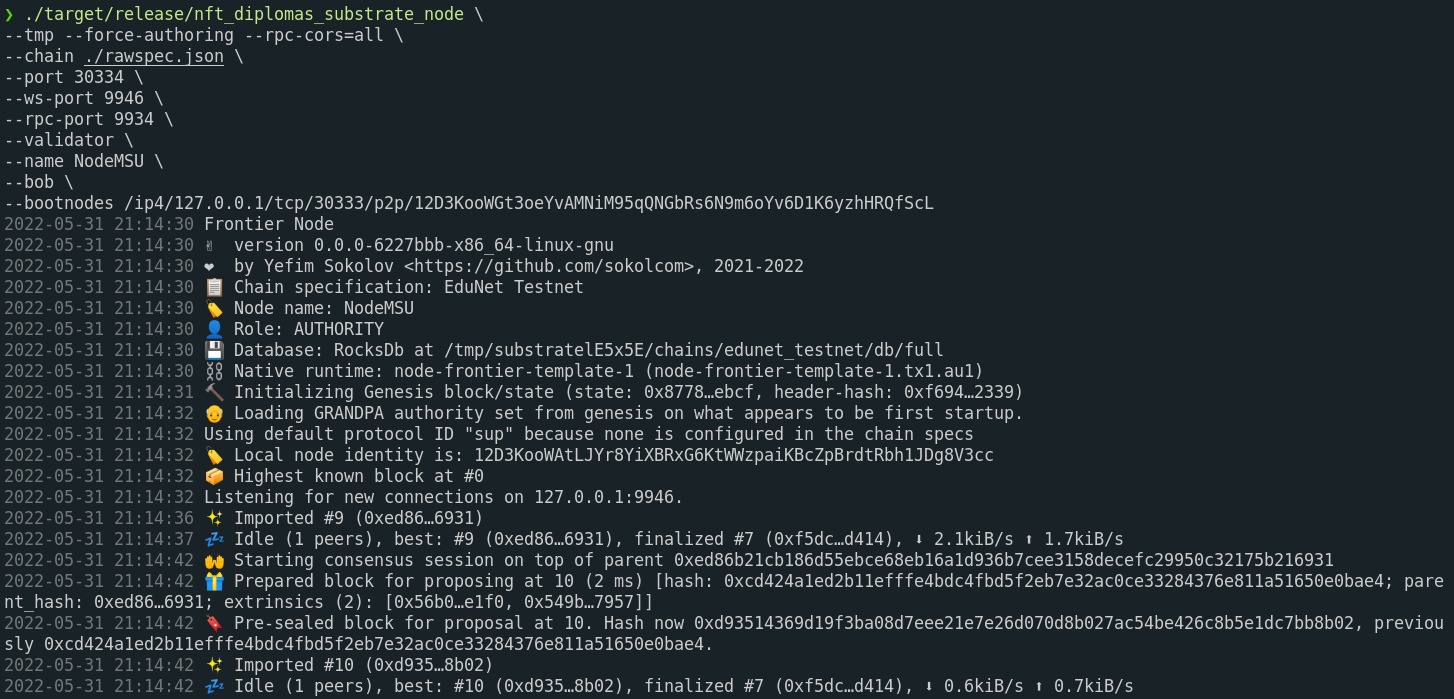 ❯ ./target/release/nft_diplomas_substrate_node \
--tmp --force-authoring --rpc-cors=all \
--chain ./rawspec.json \
--port 30334 \
--ws-port 9946 \
--rpc-port 9934 \
--validator \
--name NodeMSU \
--bob \
--bootnodes /ip4/127.0.0.1/tcp/30333/p2p/12D3KooWGt3oeYvAMNiM95qQNGbRs6N9m6oYv6D1K6yzhHRQfScL
2022-05-31 21:14:30 Frontier Node
2022-05-31 21:14:30 ✌️ version 0.0.0-6227bbb-x86_64-linux-gnu
2022-05-31 21:14:30 ❤️ by Yefim Sokolov <https://github.com/sokolcom>, 2021-2022
2022-05-31 21:14:30 📋 Chain specification: EduNet Testnet
2022-05-31 21:14:30 🏷 Node name: NodeMSU
2022-05-31 21:14:30 👤 Role: AUTHORITY
2022-05-31 21:14:30 💾 Database: RocksDb at /tmp/substratelE5x5E/chains/edunet_testnet/db/full
2022-05-31 21:14:30 ⛓ Native runtime: node-frontier-template-1 (node-frontier-template-1.tx1.au1)
2022-05-31 21:14:31 🔨 Initializing Genesis block/state (state: 0x8778…ebcf, header-hash: 0xf694…2339)
2022-05-31 21:14:32 👴 Loading GRANDPA authority set from genesis on what appears to be first startup.
2022-05-31 21:14:32 Using default protocol ID "sup" because none is configured in the chain specs
2022-05-31 21:14:32 🏷 Local node identity is: 12D3KooWAtLJYr8YiXBRxG6KtWWzpaiKBcZpBrdtRbh1JDg8V3cc
2022-05-31 21:14:32 📦 Highest known block at #0
2022-05-31 21:14:32 Listening for new connections on 127.0.0.1:9946.
2022-05-31 21:14:36 ✨ Imported #9 (0xed86…6931)
2022-05-31 21:14:37 💤 Idle (1 peers), best: #9 (0xed86…6931), finalized #7 (0xf5dc…d414), ⬇ 2.1kiB/s ⬆ 1.7kiB/s
2022-05-31 21:14:42 🙌 Starting consensus session on top of parent 0xed86b21cb186d55ebce68eb16a1d936b7cee3158decefc29950c32175b216931
2022-05-31 21:14:42 🎁 Prepared block for proposing at 10 (2 ms) [hash: 0xcd424a1ed2b11efffe4bdc4fbd5f2eb7e32ac0ce33284376e811a51650e0bae4; pare
nt_hash: 0xed86…6931; extrinsics (2): [0x56b0…e1f0, 0x549b…7957]]
2022-05-31 21:14:42 🔖 Pre-sealed block for proposal at 10. Hash now 0xd93514369d19f3ba08d7eee21e7e26d070d8b027ac54be426c8b5e1dc7bb8b02, previou
sly 0xcd424a1ed2b11efffe4bdc4fbd5f2eb7e32ac0ce33284376e811a51650e0bae4.
2022-05-31 21:14:42 ✨ Imported #10 (0xd935…8b02)
2022-05-31 21:14:42 💤 Idle (1 peers), best: #10 (0xd935…8b02), finalized #7 (0xf5dc…d414), ⬇ 0.6kiB/s ⬆ 0.7kiB/s